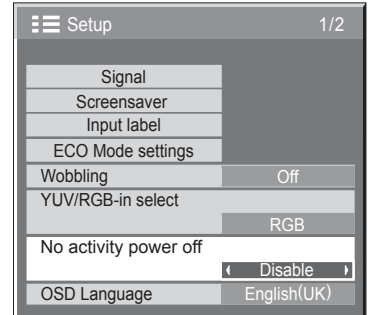 Setup 1/2
Signal
Screensaver
Input label
ECO Mode settings
Wobbling Off
YUV/RGB-in select
RGB
No activity power off
Disable
OSD Language English(UK)